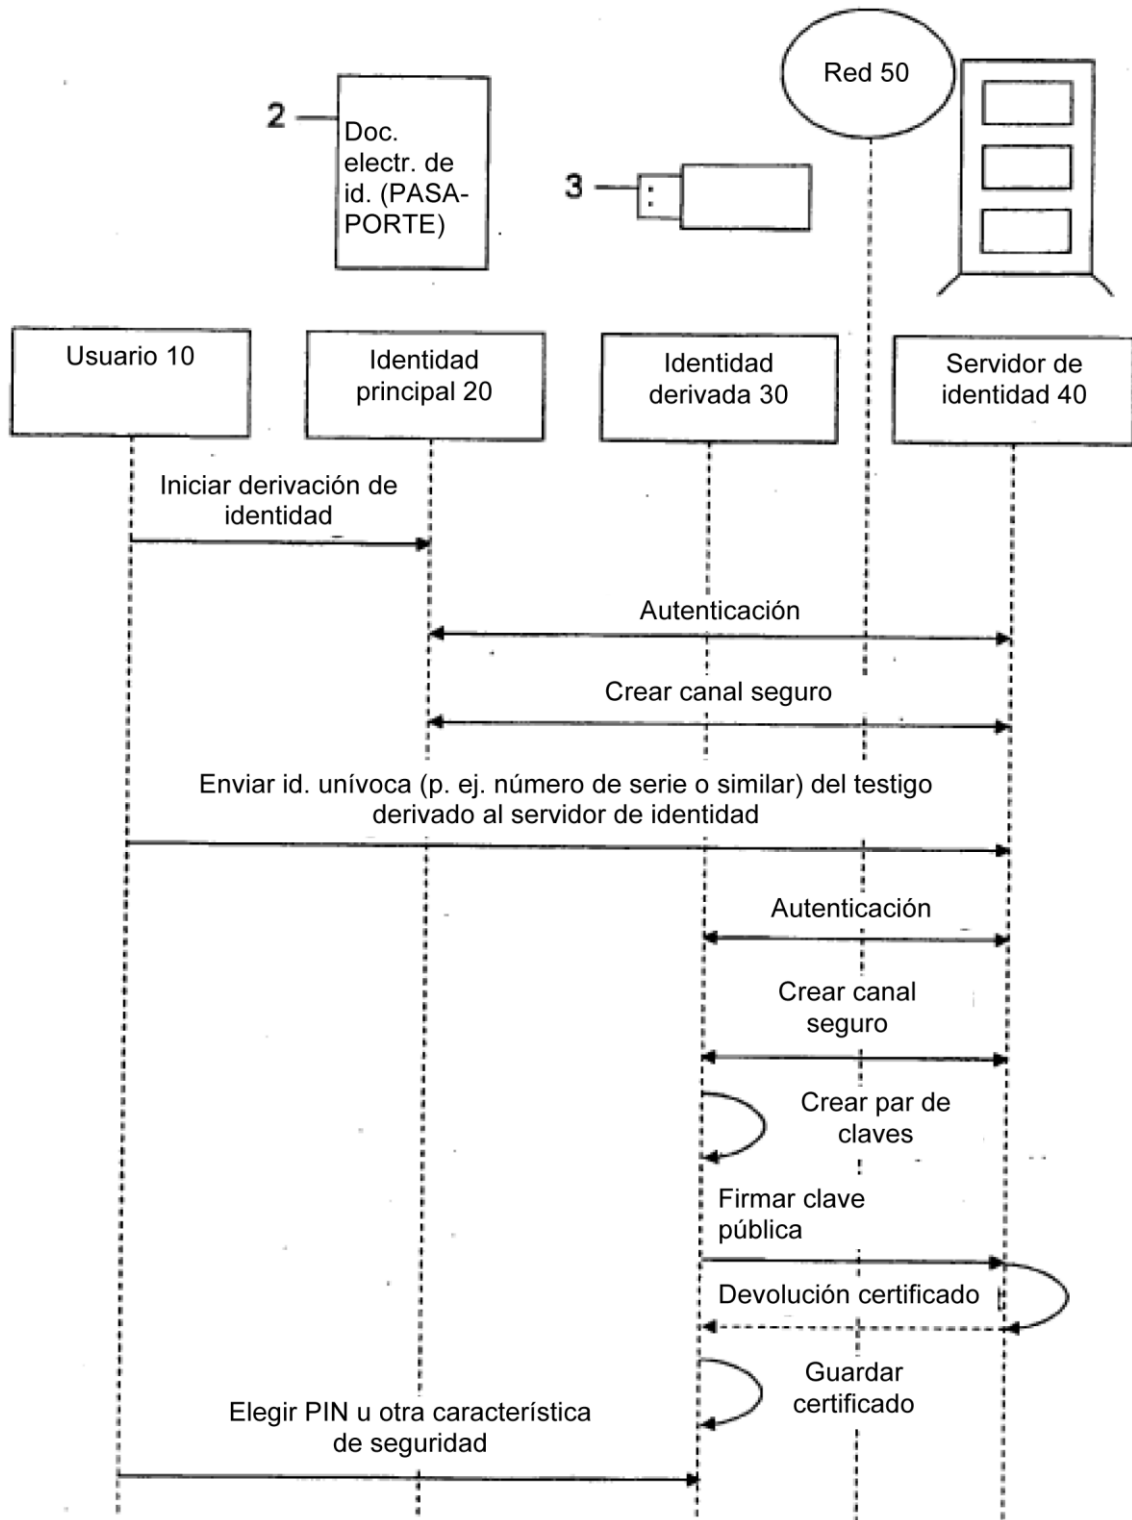 Red 50
2
Doc.
electr. de
id. (PASA-
PORTE)
3
Usuario 10
Identidad
principal 20
Identidad
derivada 30
Servidor de
identidad 40
Iniciar derivación de
identidad
Autenticación
Crear canal seguro
Enviar id. unívoca (p. ej. número de serie o similar) del testigo
derivado al servidor de identidad
Autenticación
Crear canal
seguro
Crear par de
claves
Firmar clave
pública
Devolución certificado
Guardar
certificado
Elegir PIN u otra característica
de seguridad